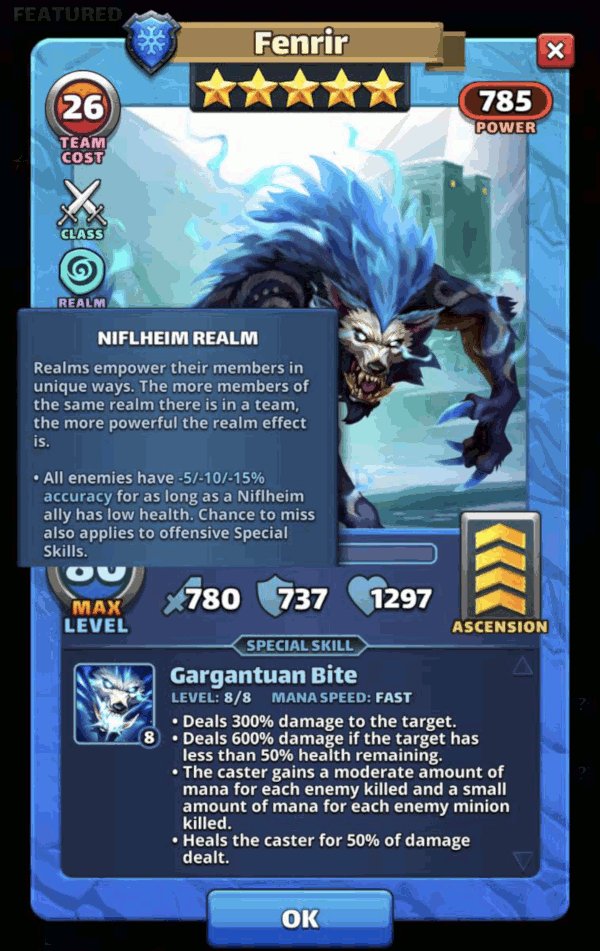 FEATURED
Fenrir
26
TEAM
COST
785
POWER
CLASS
REALM
NIFLHEIM REALM
Realms empower their members in
unique ways. The more members of
the same realm there is in a team,
the more powerful the realm effect
is.
• All enemies have -5/-10/-15%
accuracy for as long as a Niflheim
ally has low health. Chance to miss
also applies to offensive Special
Skills.
80
MAX
LEVEL
780
737
1297
ASCENSION
SPECIAL SKILL
Gargantuan Bite
LEVEL: 8/8 MANA SPEED: FAST
8
• Deals 300% damage to the target.
• Deals 600% damage if the target has
less than 50% health remaining.
• The caster gains a moderate amount of
mana for each enemy killed and a small
amount of mana for each enemy minion
killed.
• Heals the caster for 50% of damage
dealt.
?
?
OK